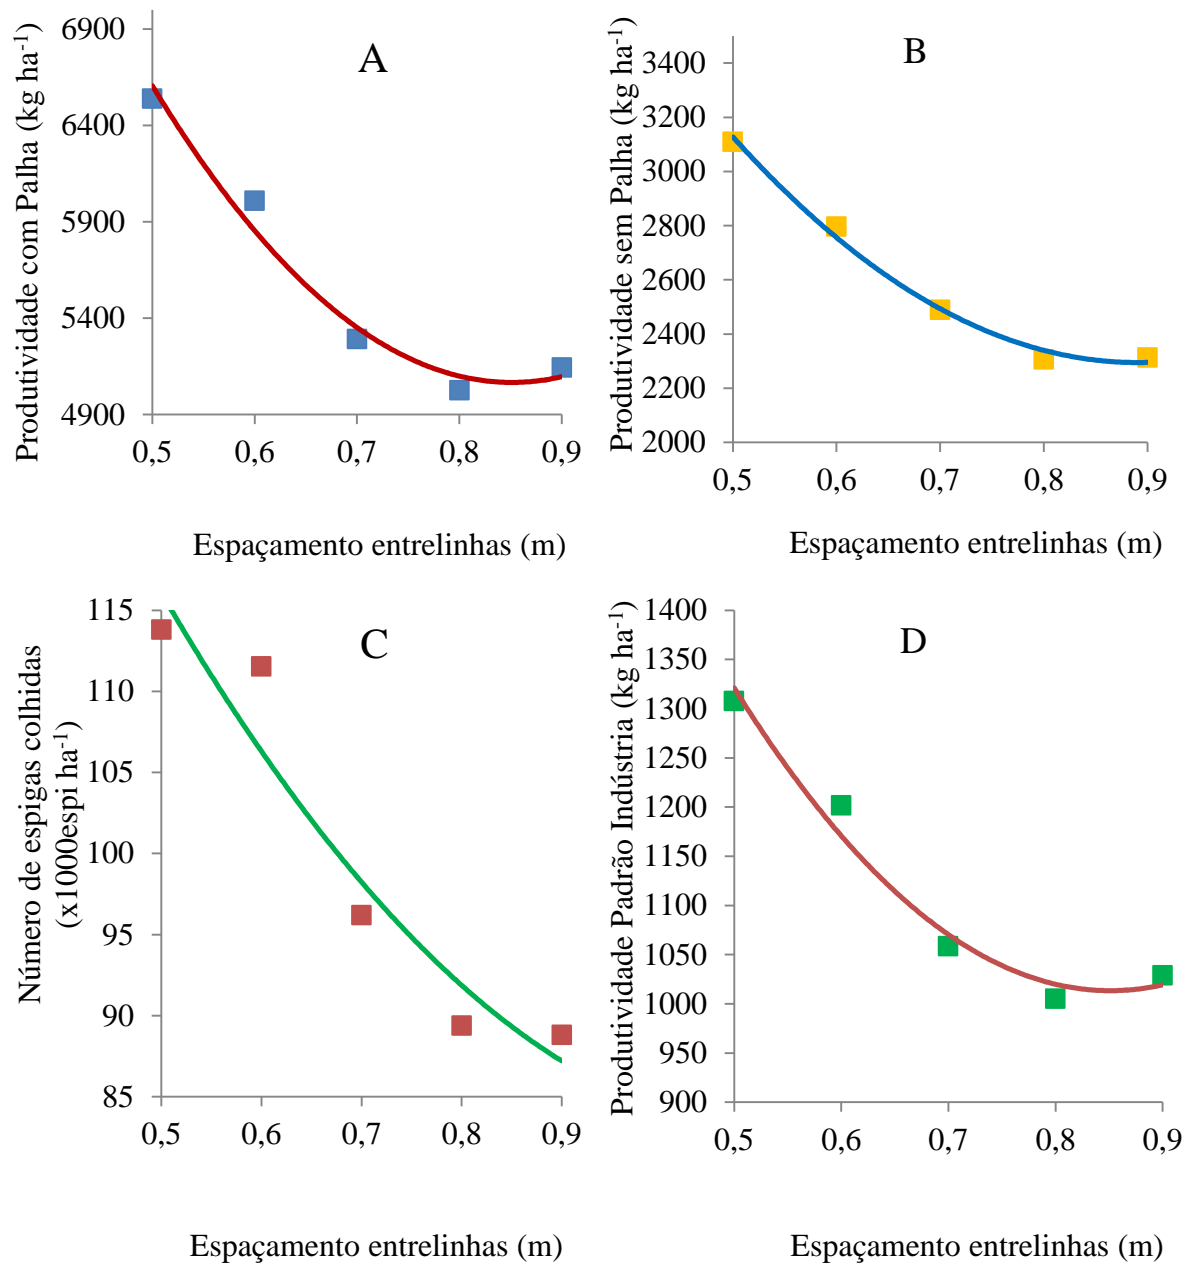 A
Produtividade com Palha (kg ha⁻¹)
6900
6400
5900
5400
4900
0,5 0,6 0,7 0,8 0,9
Espaçamento entrelinhas (m)
B
Produtividade sem Palha (kg ha⁻¹)
3400
3200
3000
2800
2600
2400
2200
2000
0,5 0,6 0,7 0,8 0,9
Espaçamento entrelinhas (m)
C
Número de espigas colhidas
(x1000espi ha⁻¹)
115
110
105
100
95
90
85
0,5 0,6 0,7 0,8 0,9
Espaçamento entrelinhas (m)
D
Produtividade Padrão Indústria (kg ha⁻¹)
1400
1350
1300
1250
1200
1150
1100
1050
1000
950
900
0,5 0,6 0,7 0,8 0,9
Espaçamento entrelinhas (m)